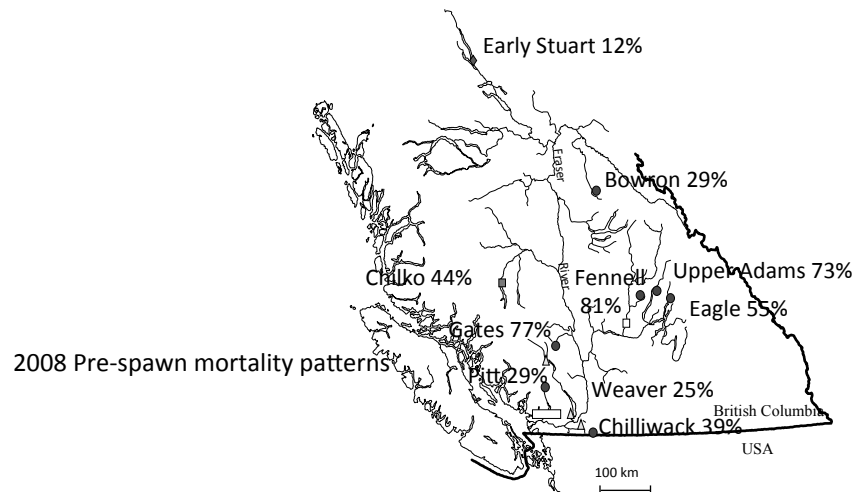 Early Stuart 12%
Fraser
Bowron 29%
Chilko 44%
River
Fennell
81%
Upper Adams 73%
Eagle 55%
Gates 77%
2008 Pre-spawn mortality patterns
Pitt 29%
Weaver 25%
British Columbia
Chilliwack 39%
USA
100 km